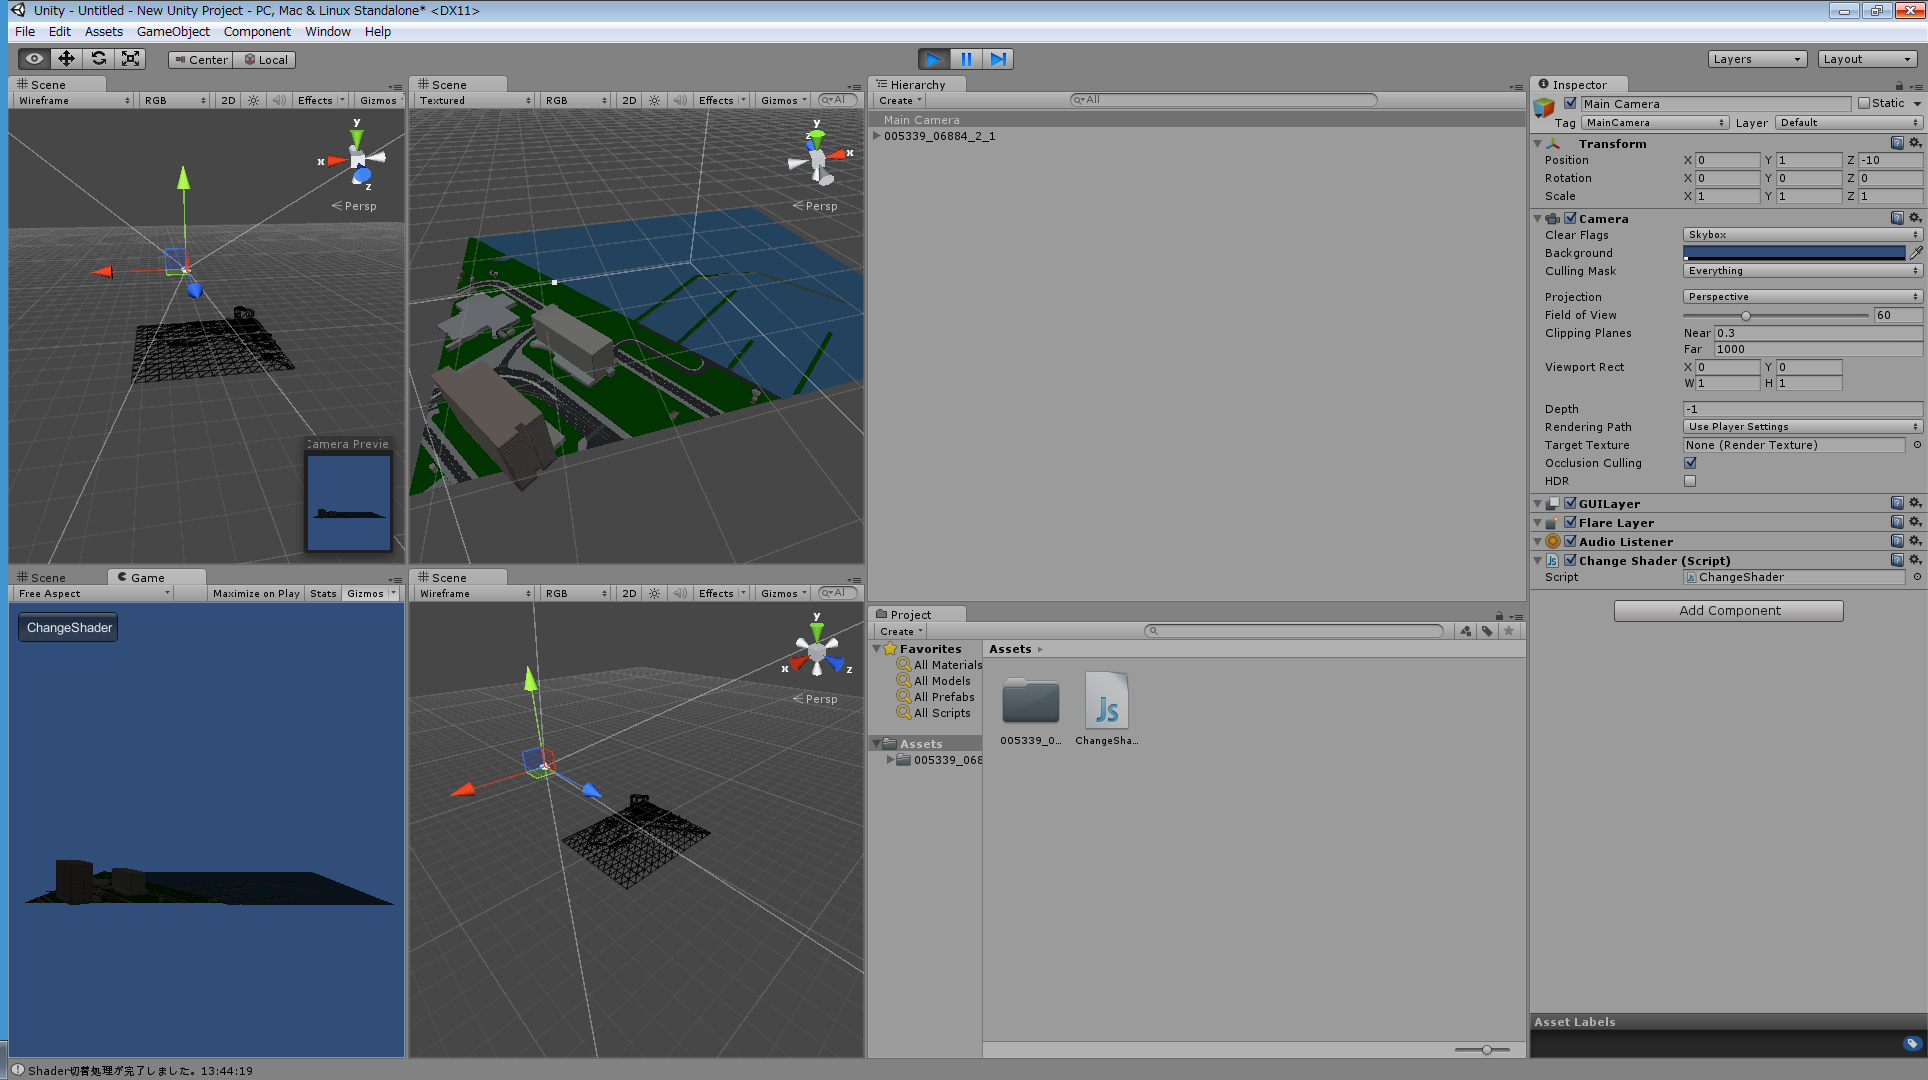 Unity - Untitled - New Unity Project - PC, Mac & Linux Standalone* <DX11>
File Edit Assets GameObject Component Window Help
Center Local Layers Layout
Scene
Wireframe RGB 2D Effects Gizmos
y
x
z
Persp
Camera Previe
Scene
Textured RGB 2D Effects Gizmos All
y
z
x
Persp
Hierarchy
Create All
Main Camera
005339_06884_2_1
Inspector
Main Camera Static
Tag MainCamera Layer Default
Transform
Position X 0 Y 1 Z -10
Rotation X 0 Y 0 Z 0
Scale X 1 Y 1 Z 1
Camera
Clear Flags Skybox
Background
Culling Mask Everything
Projection Perspective
Field of View 60
Clipping Planes Near 0.3
Far 1000
Viewport Rect X 0 Y 0
W 1 H 1
Depth -1
Rendering Path Use Player Settings
Target Texture None (Render Texture)
Occlusion Culling
HDR
GUILayer
Flare Layer
Audio Listener
Change Shader (Script)
Script ChangeShader
Add Component
Asset Labels
Scene Game
Free Aspect Maximize on Play Stats Gizmos
ChangeShader
Scene
Wireframe RGB 2D Effects Gizmos All
y
x z
Persp
Project
Create
Favorites
All Materials
All Models
All Prefabs
All Scripts
Assets
005339_068
Assets
Js
005339_0... ChangeSha...
Shader切替処理が完了しました。13:44:19